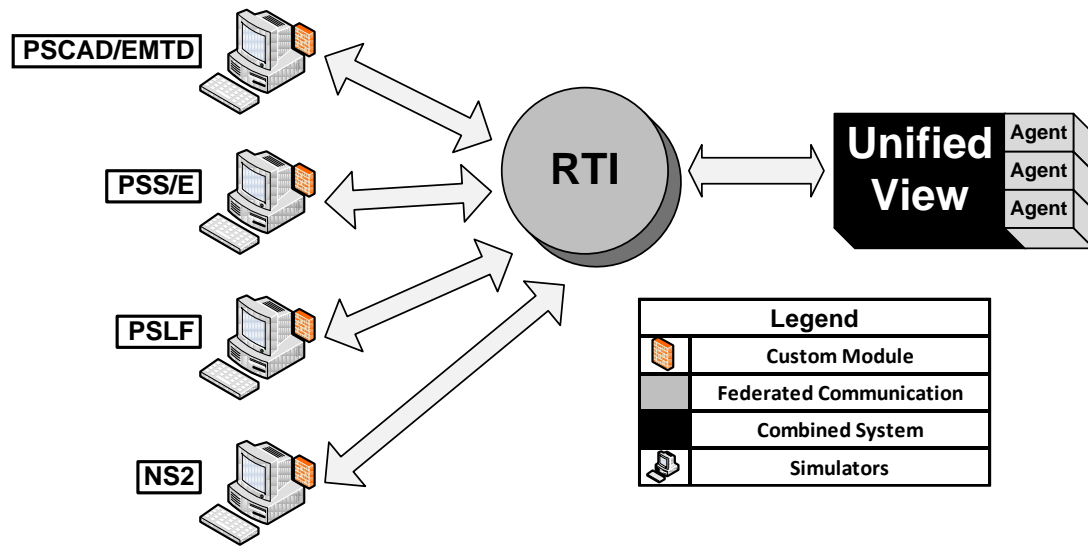 PSCAD/EMTD
PSS/E
PSLF
NS2
RTI
Unified
View
Agent
Agent
Agent
Legend
Custom Module
Federated Communication
Combined System
Simulators